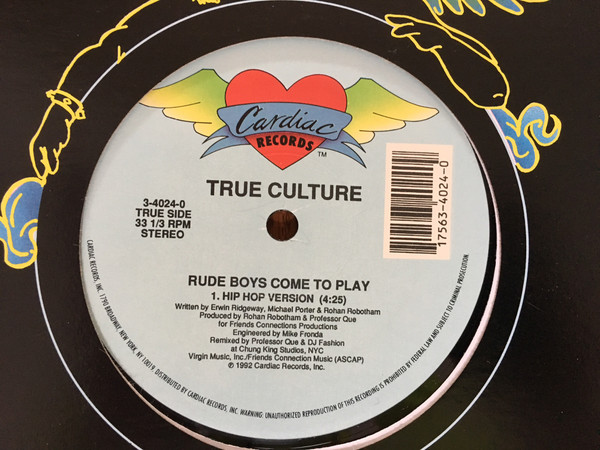 Cardiac
RECORDS
TM
TRUE CULTURE
3-4024-0
TRUE SIDE
33 1/3 RPM
STEREO
17563-4024-0
RUDE BOYS COME TO PLAY
1. HIP HOP VERSION (4:25)
Written by Erwin Ridgeway, Michael Porter & Rohan Robotham
Produced by Rohan Robotham & Professor Que
for Friends Connections Productions
Engineered by Mike Fronda
Remixed by Professor Que & DJ Fashion
at Chung King Studios, NYC
Virgin Music, Inc./Friends Connection Music (ASCAP)
℗ 1992 Cardiac Records, Inc.
CARDIAC RECORDS, INC. 1790 BROADWAY, NEW YORK, NY 10019. DISTRIBUTED BY CARDIAC RECORDS, INC. WARNING: UNAUTHORIZED REPRODUCTION OF THIS RECORDING IS PROHIBITED BY FEDERAL LAW AND SUBJECT TO CRIMINAL PROSECUTION